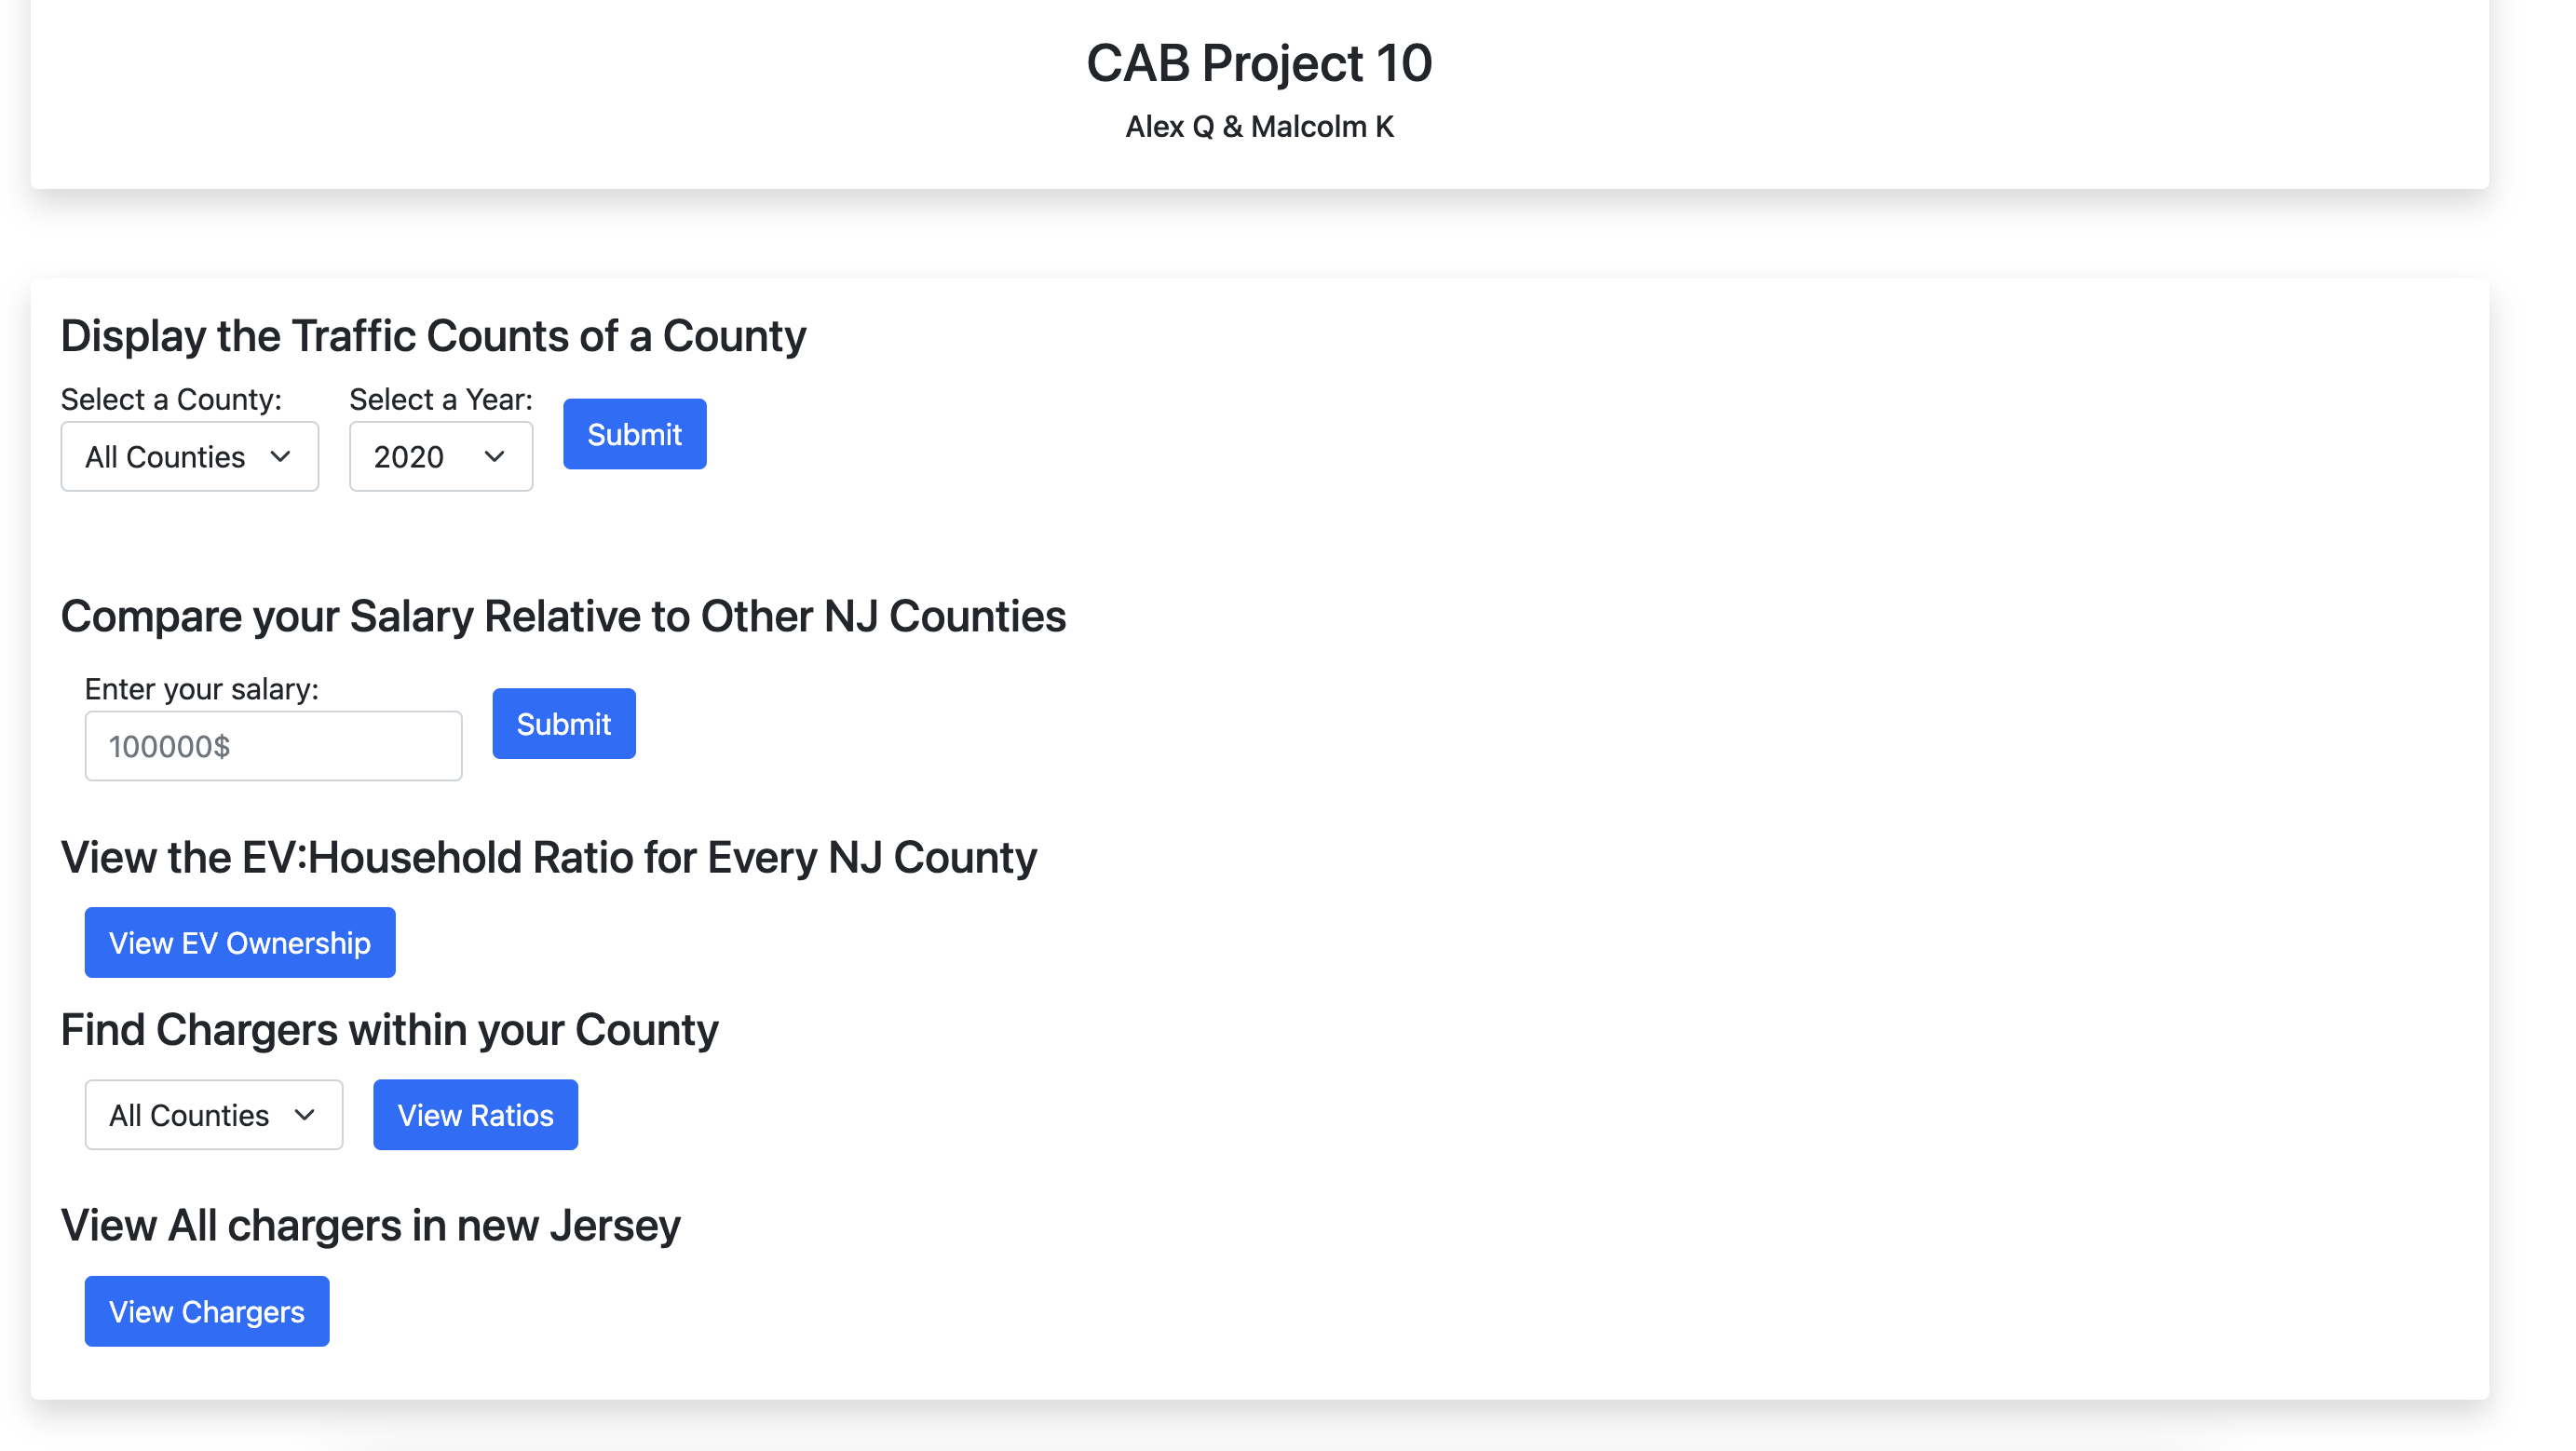 CAB Project 10
Alex Q & Malcolm K
Display the Traffic Counts of a County
Select a County: Select a Year:
All Counties 2020 Submit
Compare your Salary Relative to Other NJ Counties
Enter your salary:
100000$ Submit
View the EV:Household Ratio for Every NJ County
View EV Ownership
Find Chargers within your County
All Counties View Ratios
View All chargers in new Jersey
View Chargers